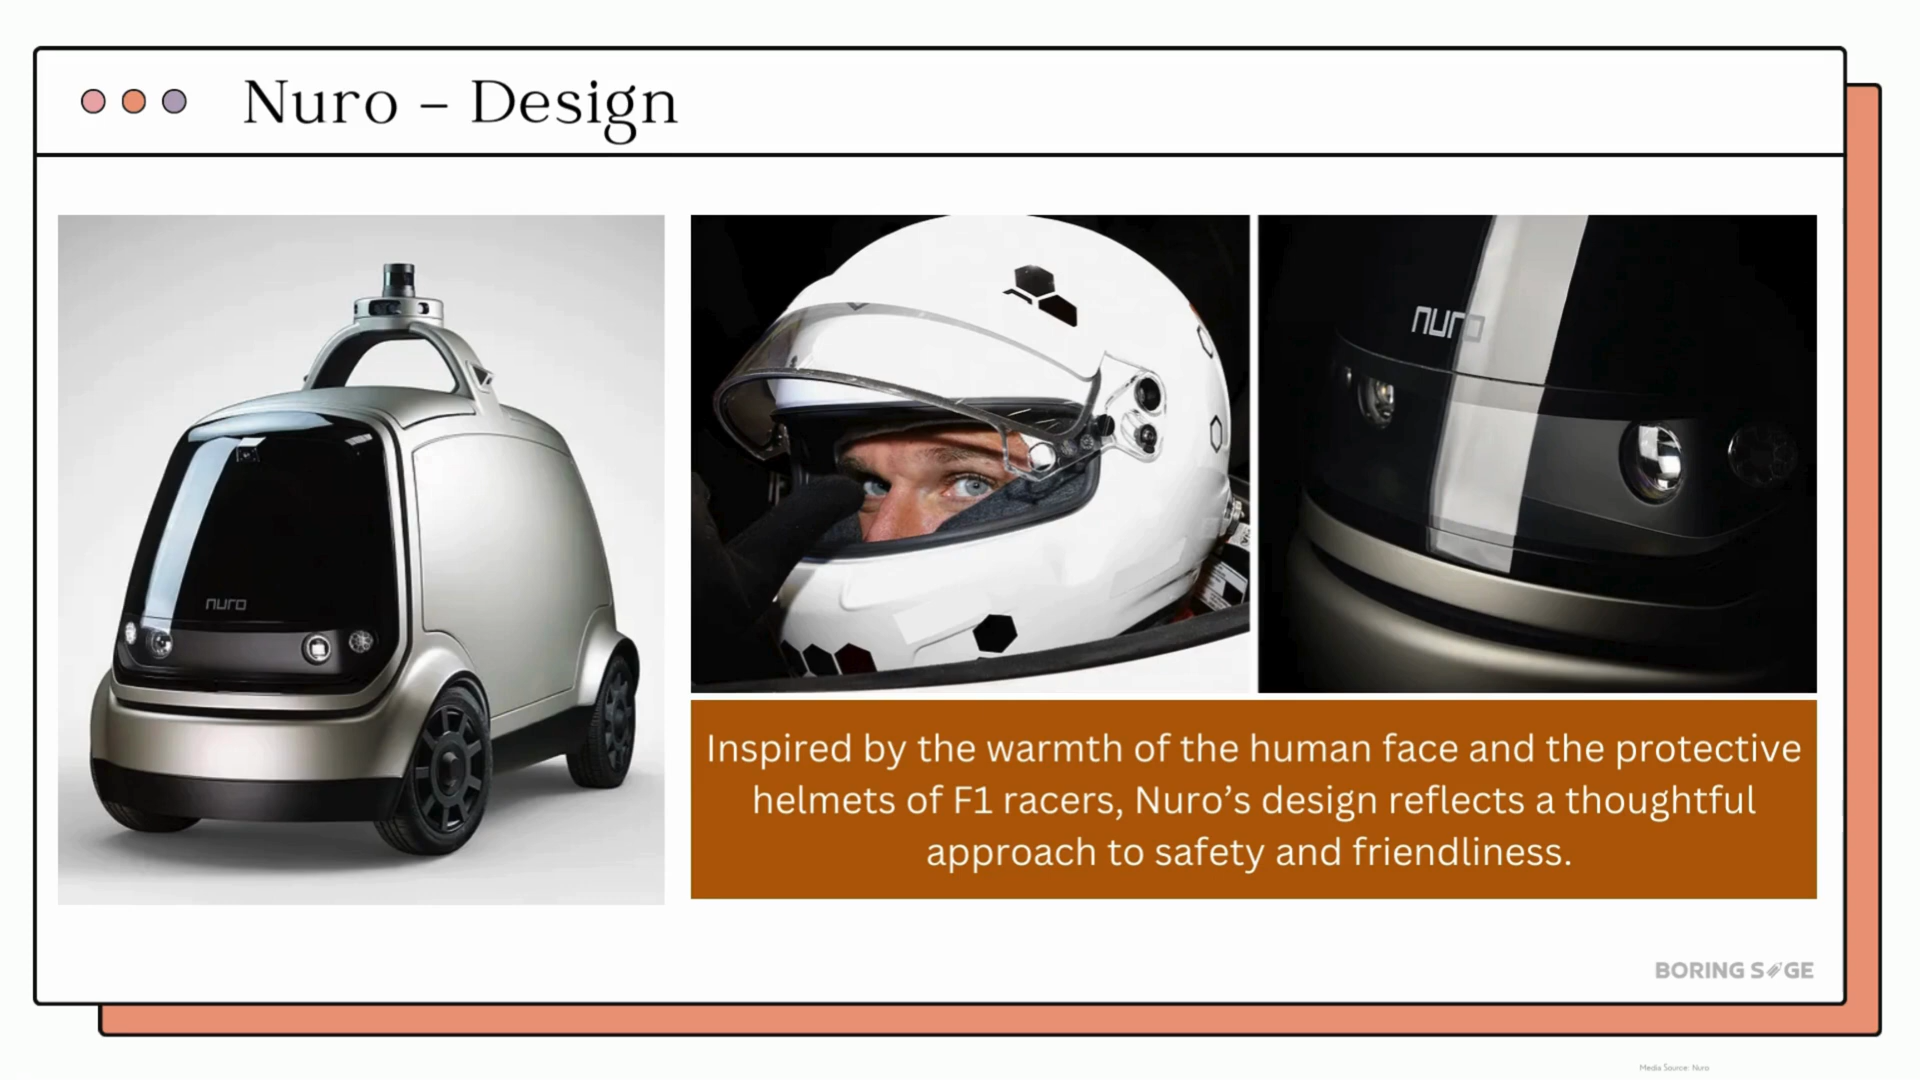 Nuro – Design
nuro
nuro
Inspired by the warmth of the human face and the protective
helmets of F1 racers, Nuro’s design reflects a thoughtful
approach to safety and friendliness.
BORING SAGE
Media Source: Nuro